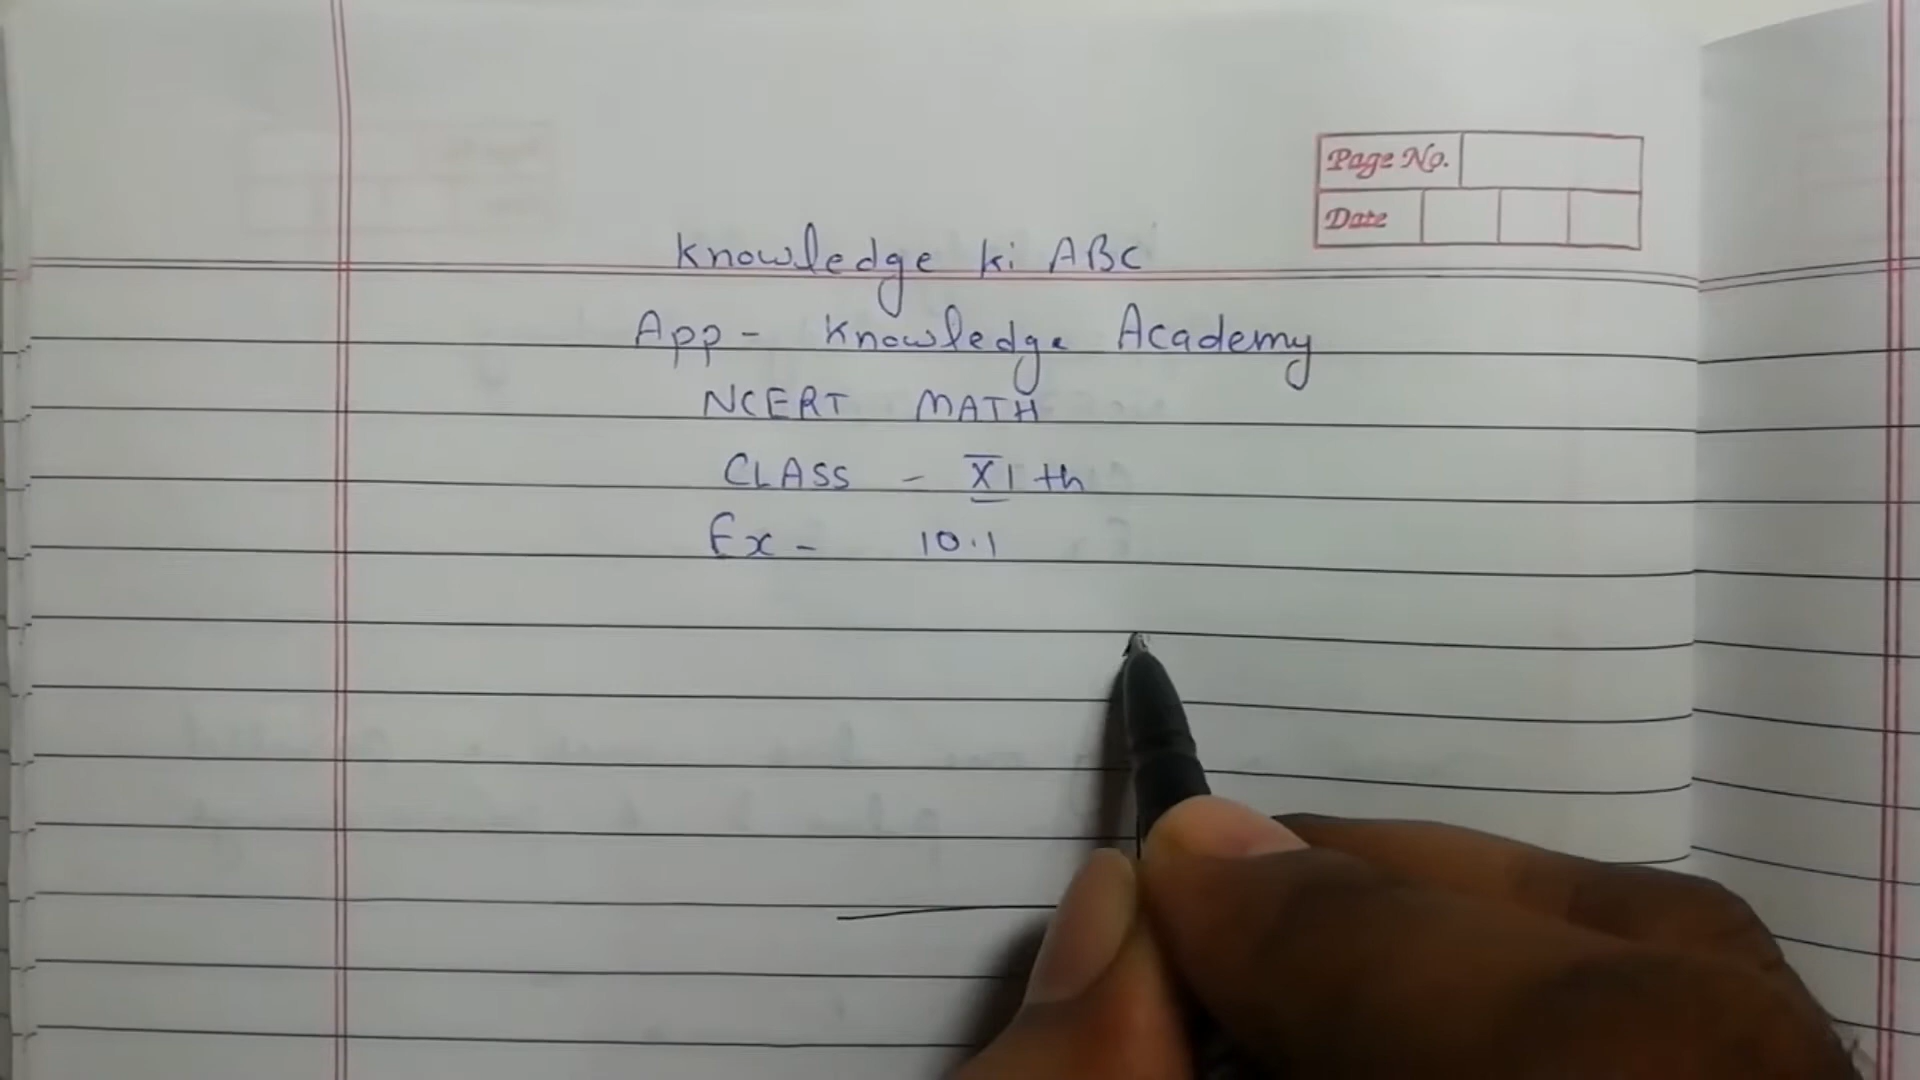 Page No.
Date
Knowledge ki ABC
App - Knowledge Academy
NCERT MATH
CLASS - XI th
Ex - 10.1